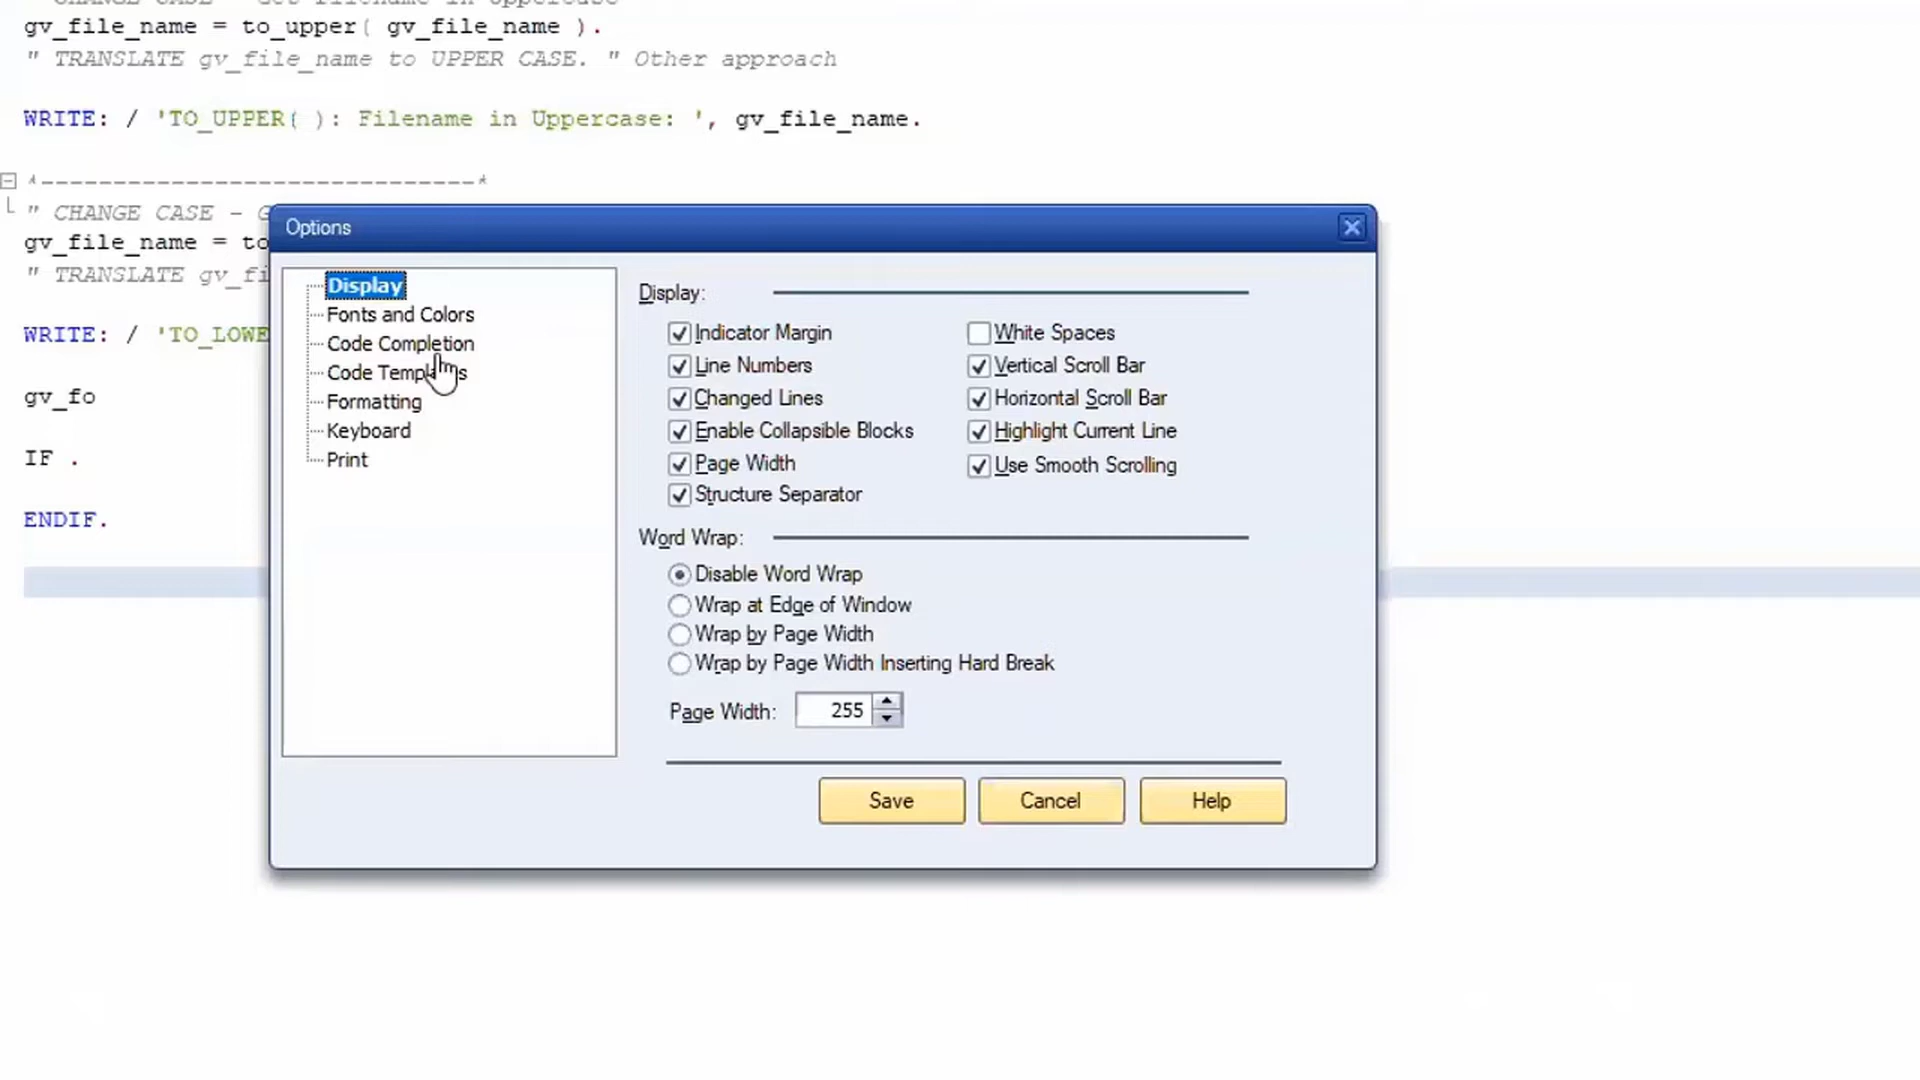 gv_file_name = to_upper( gv_file_name ).
" TRANSLATE gv_file_name to UPPER CASE. " Other approach
WRITE: / 'TO_UPPER( ): Filename in Uppercase: ', gv_file_name.
*-------------------------------*
" CHANGE CASE - G
gv_file_name = to
" TRANSLATE gv_fi
WRITE: / 'TO_LOWE
gv_fo
IF .
ENDIF.
Options
Display
Fonts and Colors
Code Completion
Code Templates
Formatting
Keyboard
Print
Display:
Indicator Margin
White Spaces
Line Numbers
Vertical Scroll Bar
Changed Lines
Horizontal Scroll Bar
Enable Collapsible Blocks
Highlight Current Line
Page Width
Use Smooth Scrolling
Structure Separator
Word Wrap:
Disable Word Wrap
Wrap at Edge of Window
Wrap by Page Width
Wrap by Page Width Inserting Hard Break
Page Width: 255
Save
Cancel
Help